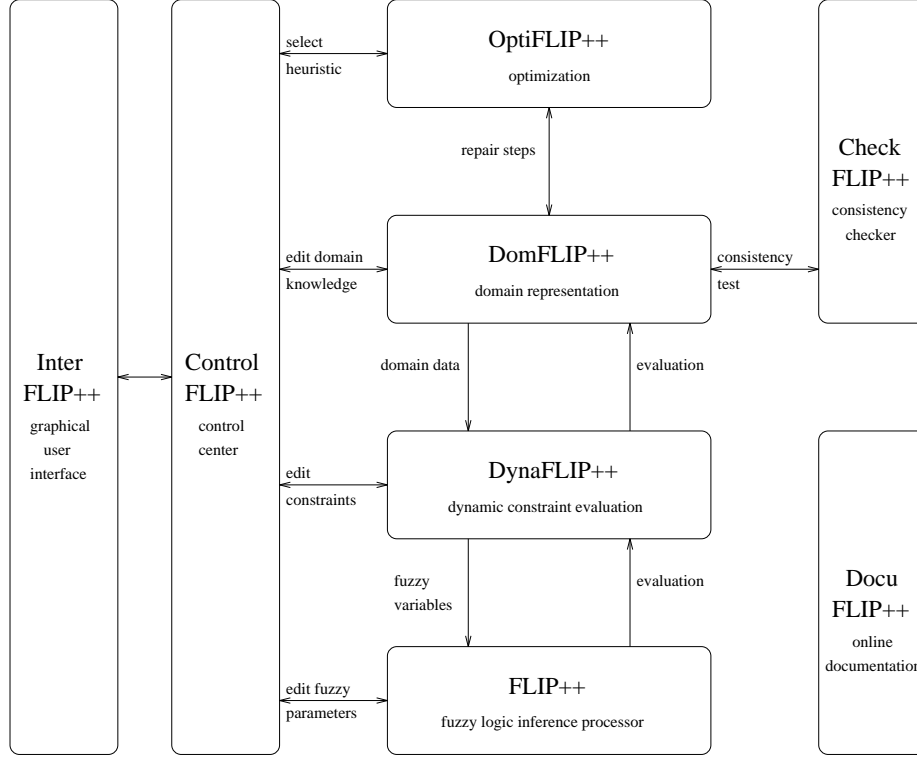 Inter
FLIP++
graphical
user
interface
Control
FLIP++
control
center
select
heuristic
OptiFLIP++
optimization
repair steps
edit domain
knowledge
DomFLIP++
domain representation
consistency
test
Check
FLIP++
consistency
checker
domain data
evaluation
edit
constraints
DynaFLIP++
dynamic constraint evaluation
fuzzy
variables
evaluation
edit fuzzy
parameters
FLIP++
fuzzy logic inference processor
Docu
FLIP++
online
documentation